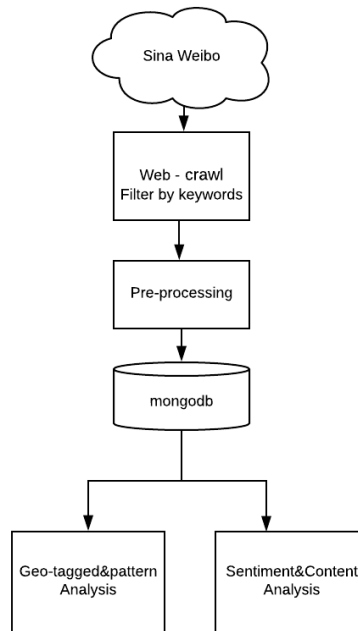 Sina Weibo
Web - crawl
Filter by keywords
Pre-processing
mongodb
Geo-tagged&pattern
Analysis
Sentiment&Content
Analysis